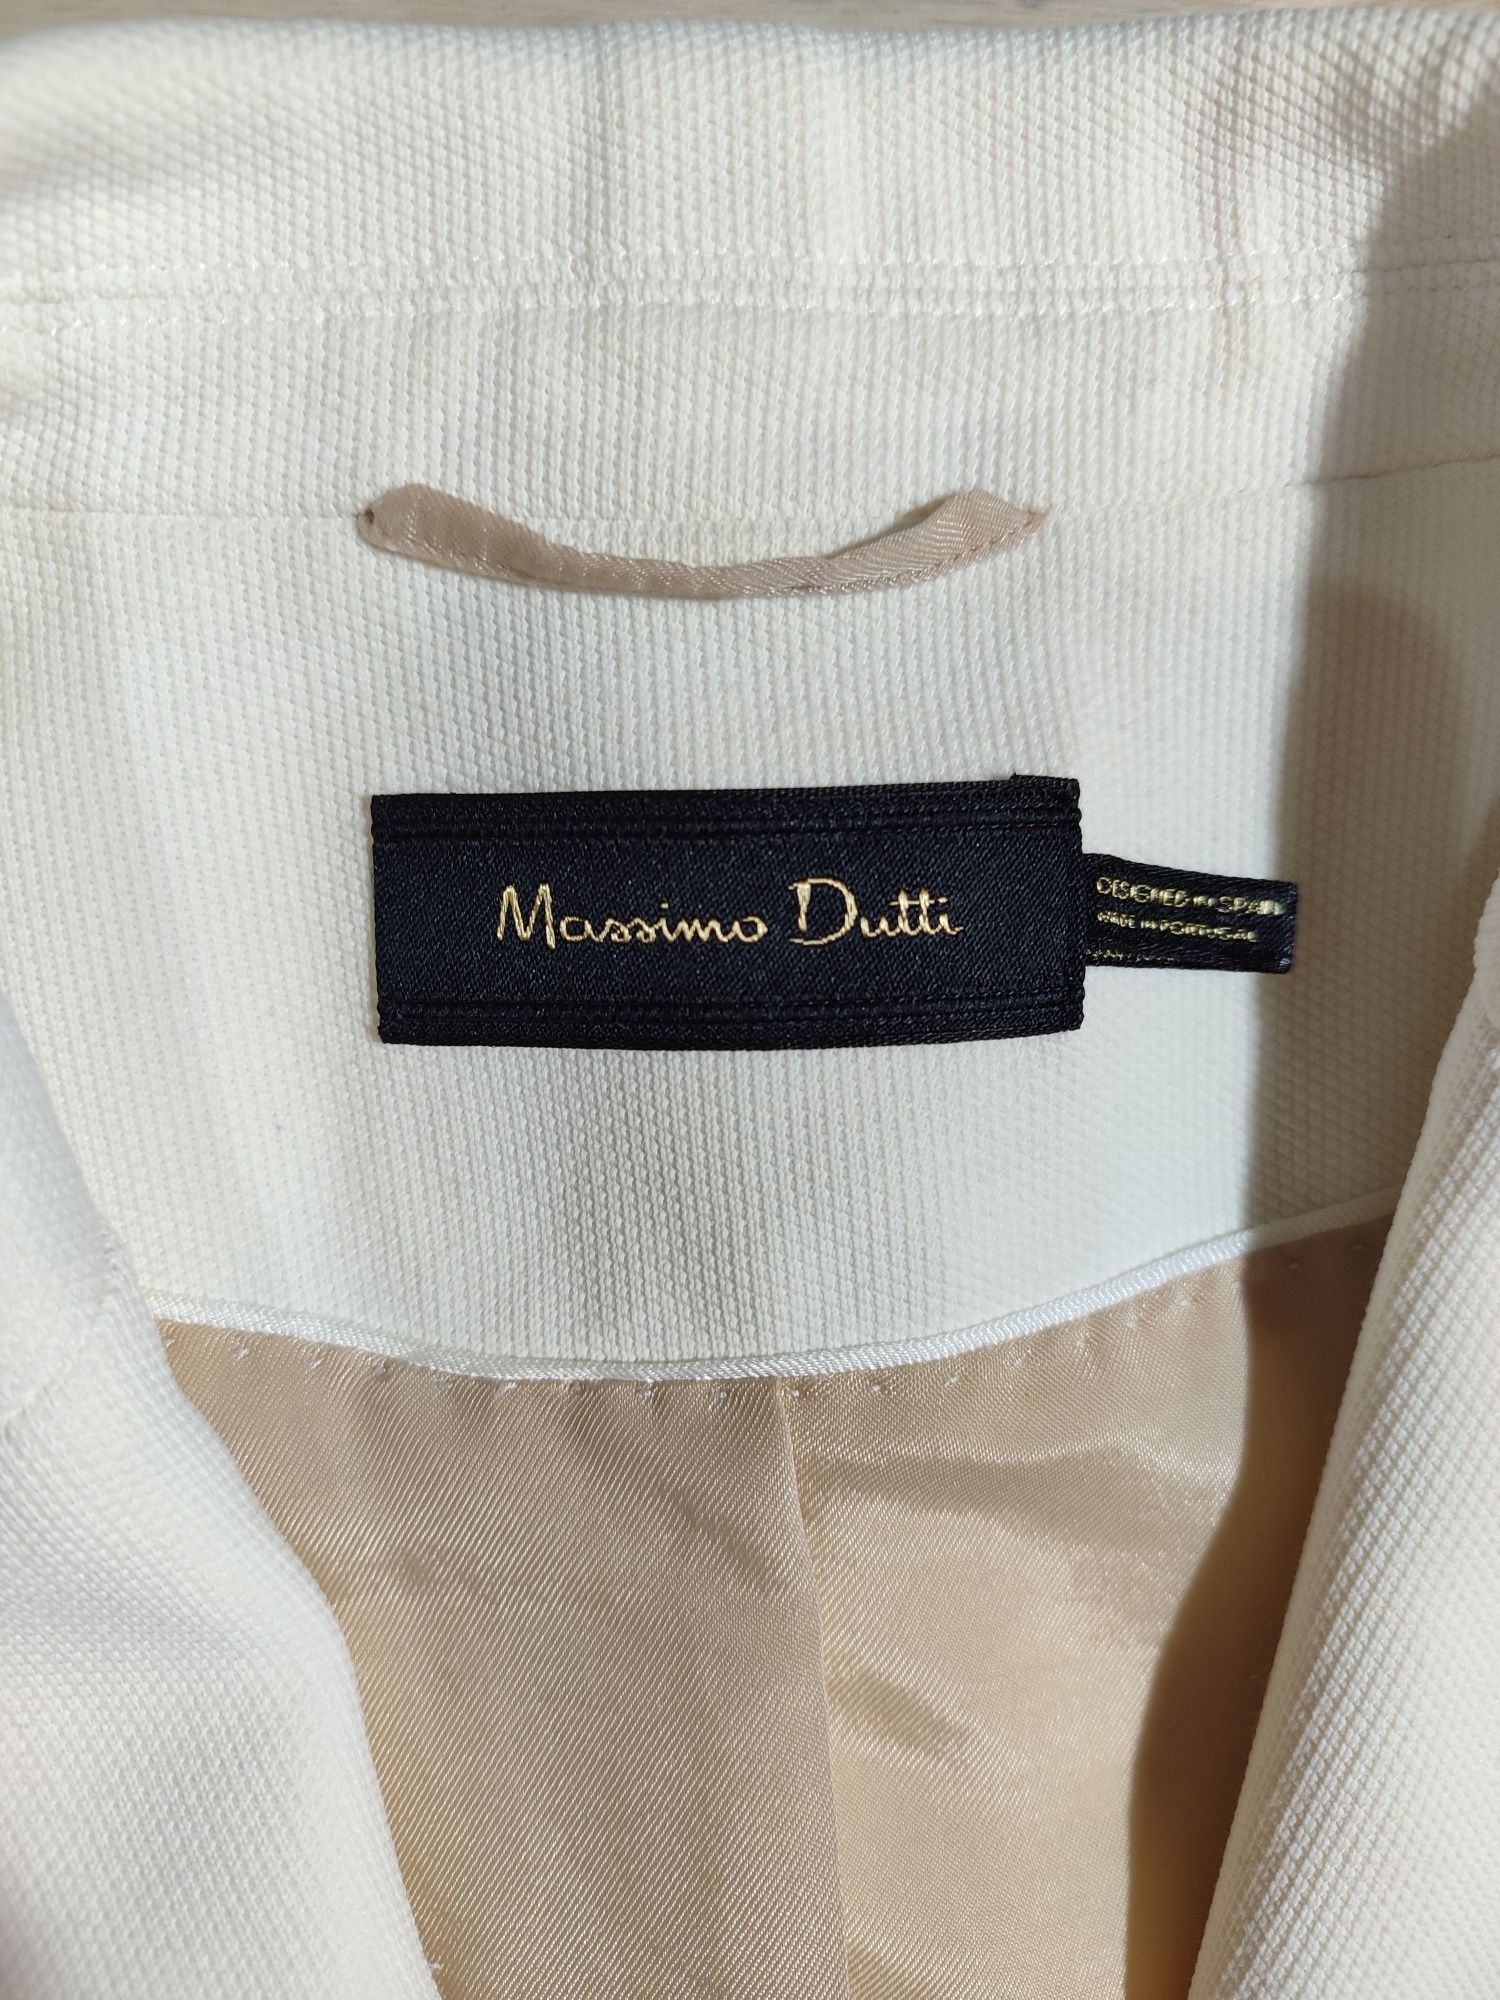 Massimo Dutti
DESIGNED IN SPAIN
MADE IN PORTUGAL